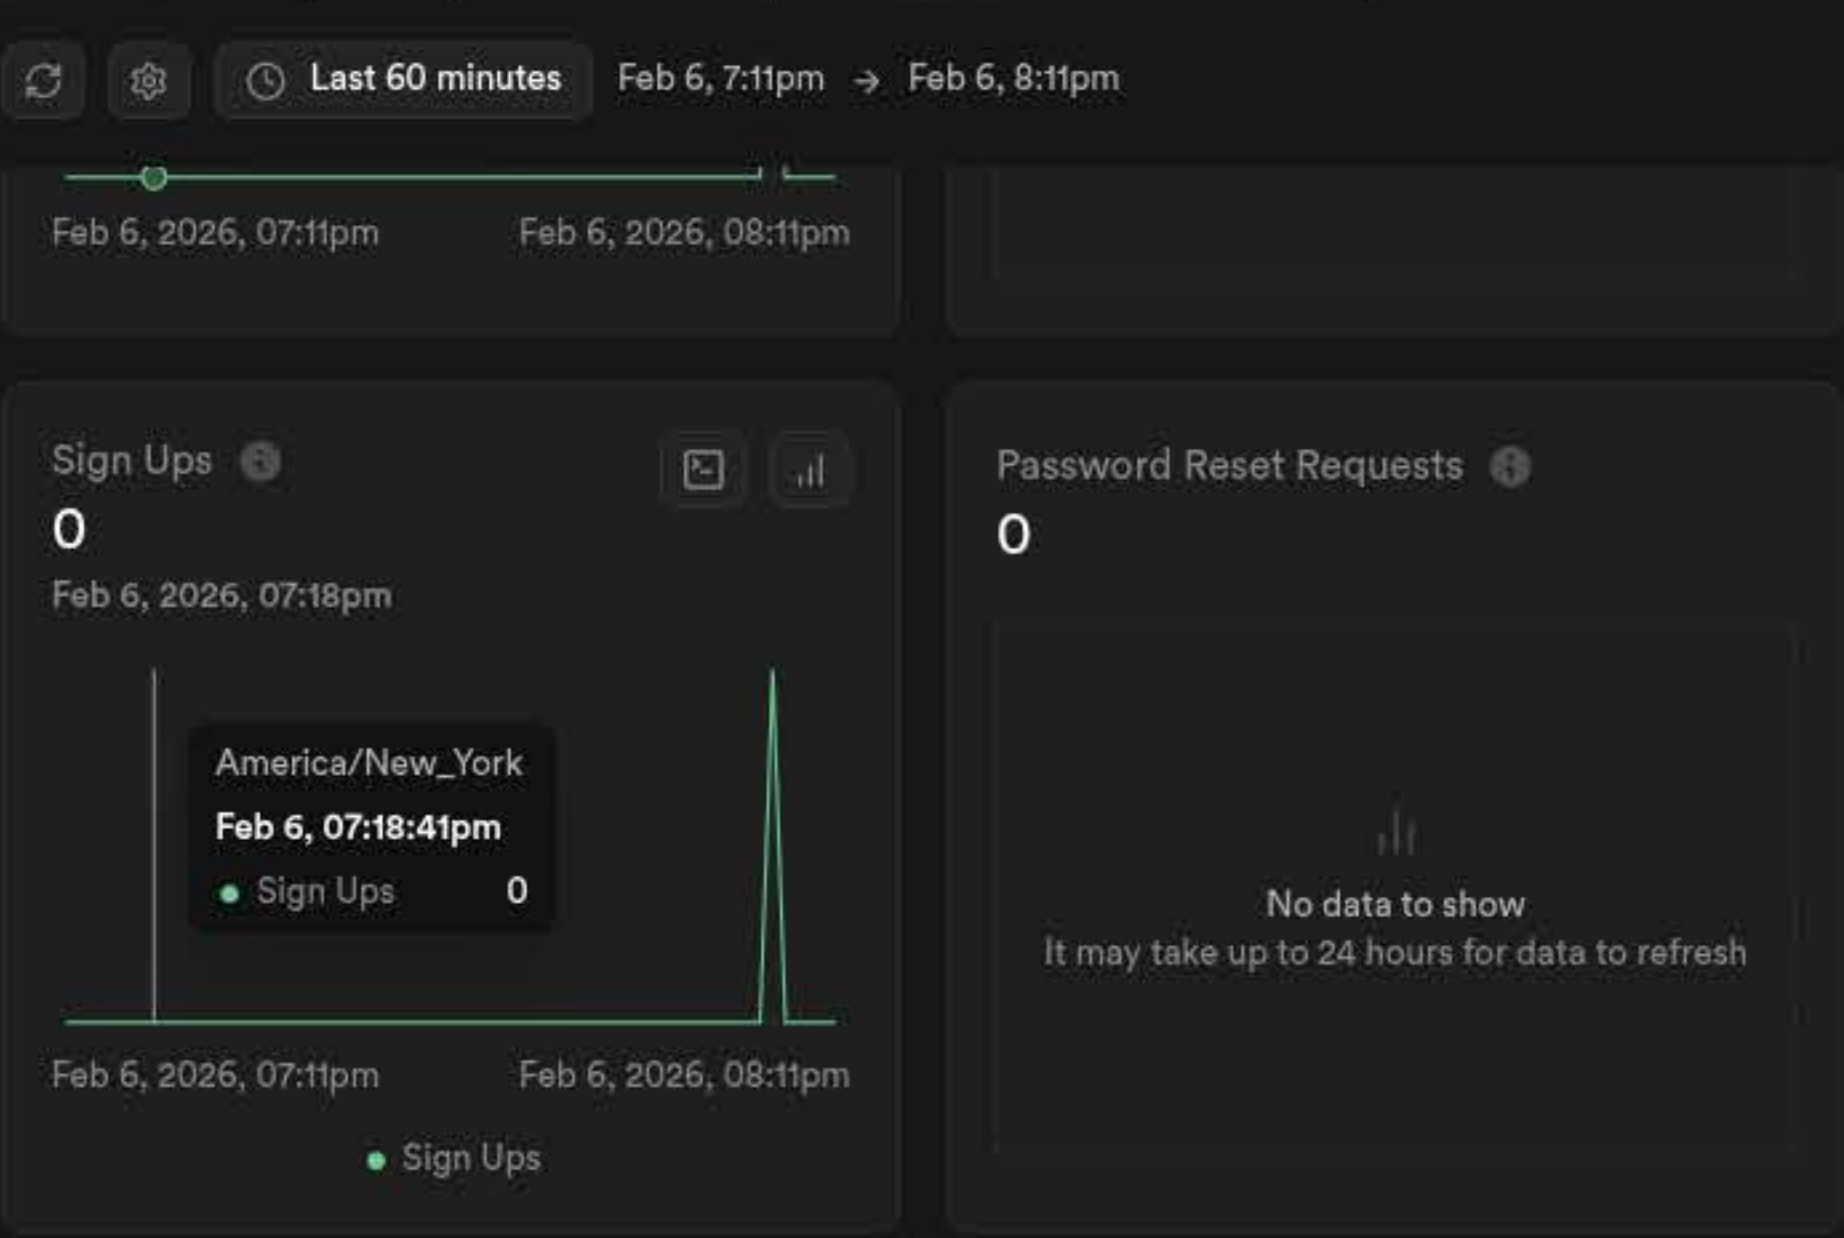 Last 60 minutes Feb 6, 7:11pm → Feb 6, 8:11pm
Feb 6, 2026, 07:11pm Feb 6, 2026, 08:11pm
Sign Ups
0
Feb 6, 2026, 07:18pm
America/New_York
Feb 6, 07:18:41pm
Sign Ups 0
Feb 6, 2026, 07:11pm Feb 6, 2026, 08:11pm
Sign Ups
Password Reset Requests
0
No data to show
It may take up to 24 hours for data to refresh